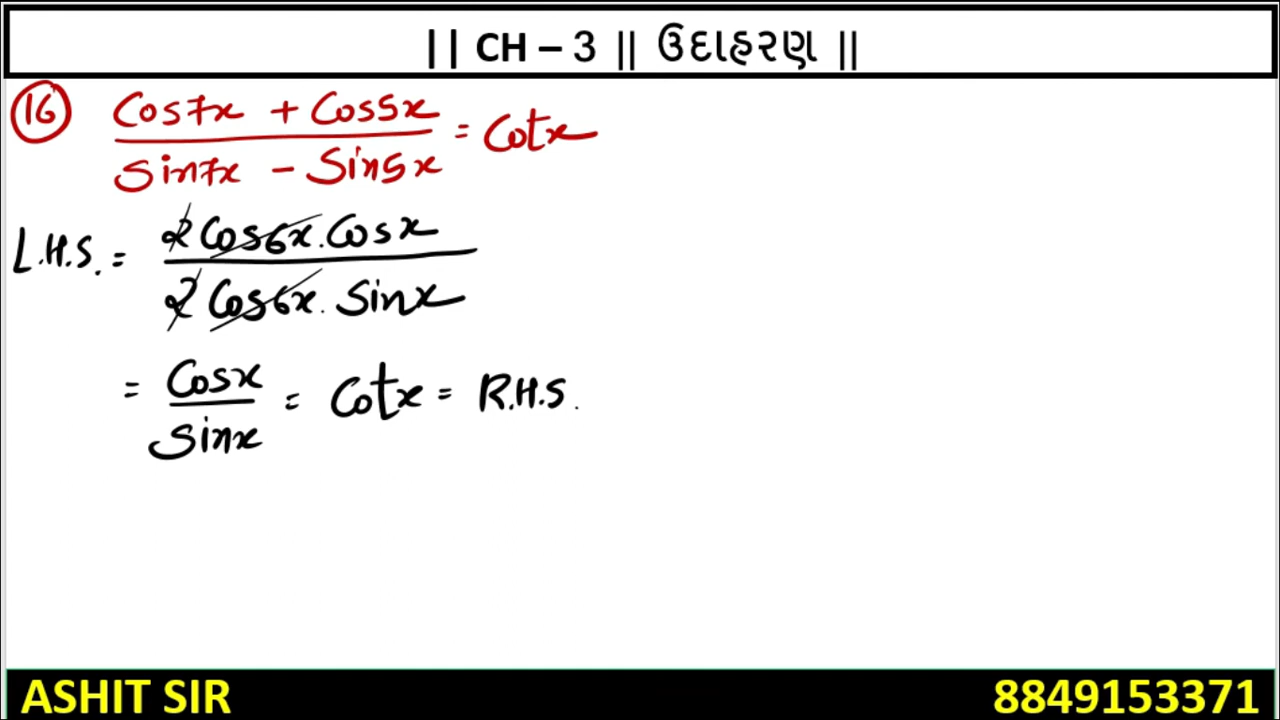 || CH – 3 || ઉદાહરણ ||
16 Cos7x + Cos5x / Sin7x - Sin5x = Cotx
L.H.S. = 2 Cos6x . Cosx / 2 Cos6x . Sinx
= Cosx / Sinx = Cotx = R.H.S.
ASHIT SIR 8849153371